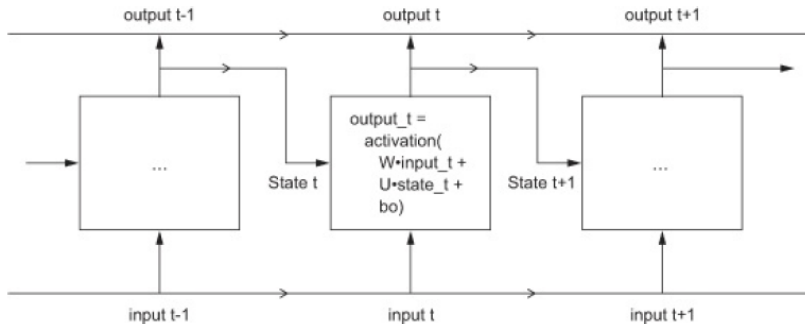 output t-1
output t
output t+1
output_t =
activation(
W•input_t +
U•state_t +
bo)
...
...
State t
State t+1
input t-1
input t
input t+1